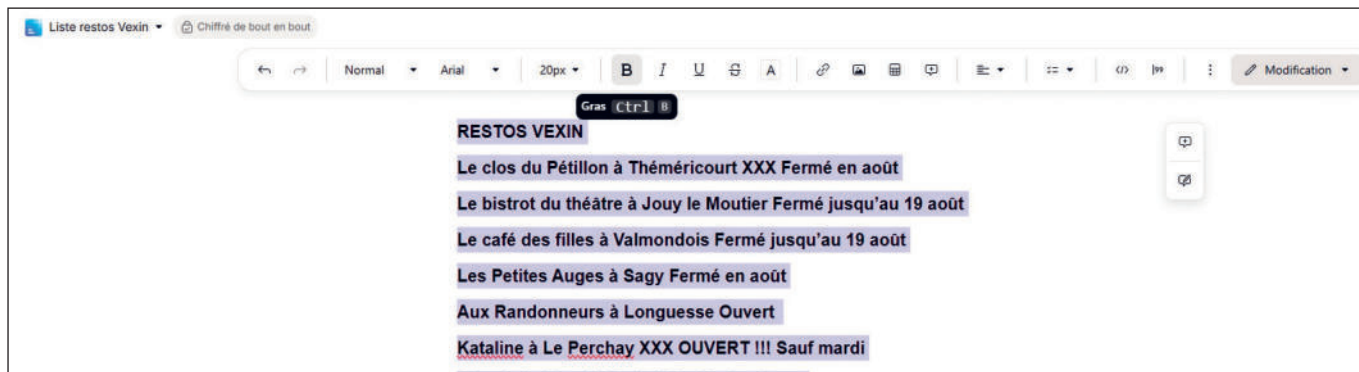 Liste restos Vexin Chiffré de bout en bout
Normal Arial 20px B I U S A Modification
Gras Ctrl B
RESTOS VEXIN
Le clos du Pétillon à Théméricourt XXX Fermé en août
Le bistrot du théâtre à Jouy le Moutier Fermé jusqu’au 19 août
Le café des filles à Valmondois Fermé jusqu’au 19 août
Les Petites Auges à Sagy Fermé en août
Aux Randonneurs à Longuesse Ouvert
Kataline à Le Perchay XXX OUVERT !!! Sauf mardi